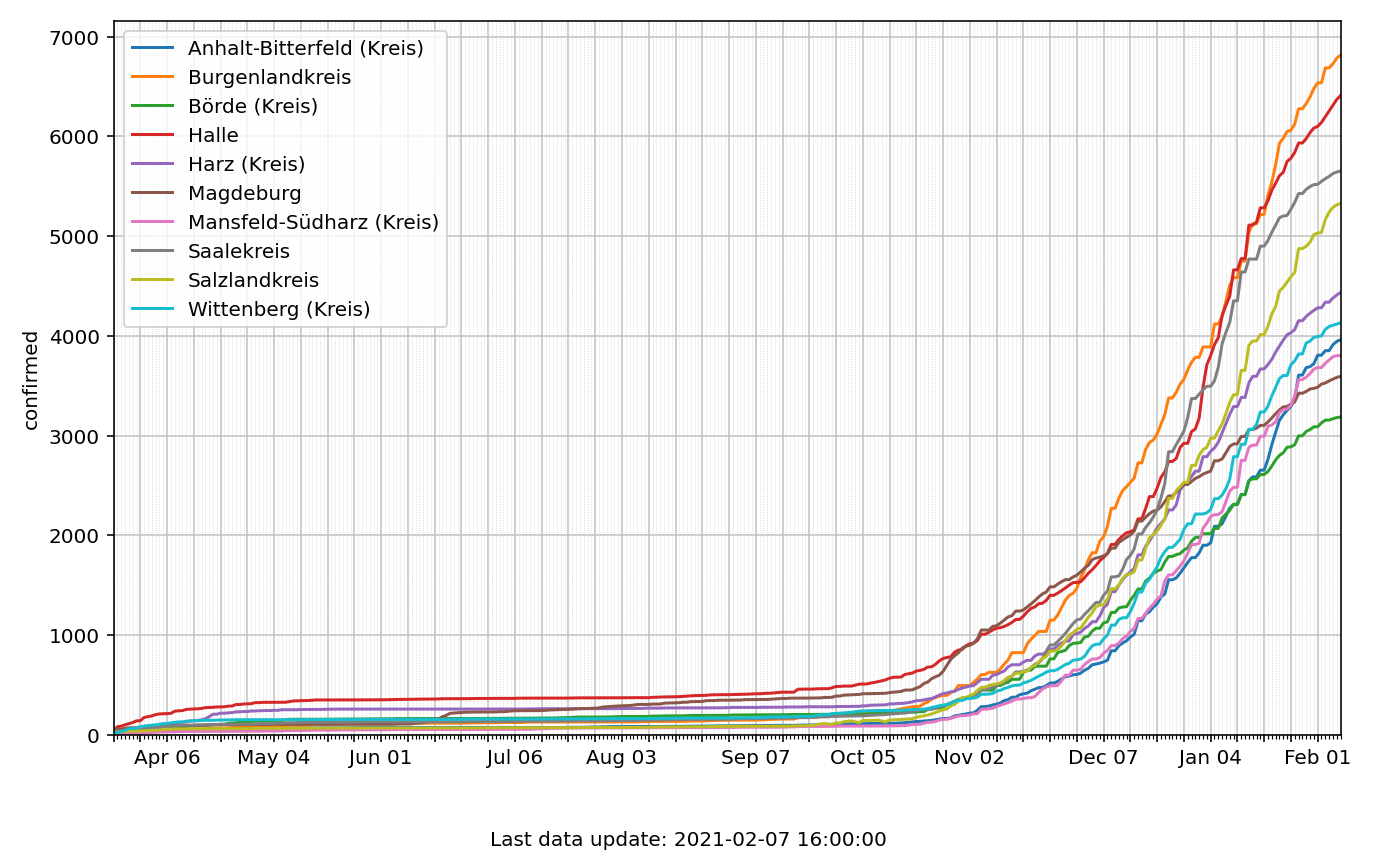 7000
6000
5000
4000
3000
2000
1000
0
confirmed
Anhalt-Bitterfeld (Kreis)
Burgenlandkreis
Börde (Kreis)
Halle
Harz (Kreis)
Magdeburg
Mansfeld-Südharz (Kreis)
Saalekreis
Salzlandkreis
Wittenberg (Kreis)
Apr 06 May 04 Jun 01 Jul 06 Aug 03 Sep 07 Oct 05 Nov 02 Dec 07 Jan 04 Feb 01
Last data update: 2021-02-07 16:00:00